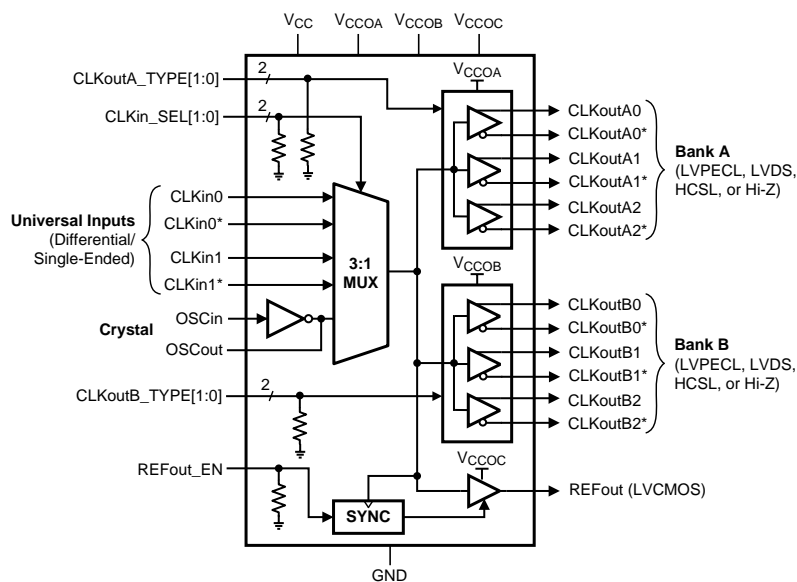 VCC VCCOA VCCOB VCCOC
CLKoutA_TYPE[1:0] 2
CLKin_SEL[1:0] 2
VCCOA
CLKoutA0
CLKoutA0*
CLKoutA1
CLKoutA1*
CLKoutA2
CLKoutA2*
Bank A
(LVPECL, LVDS,
HCSL, or Hi-Z)
Universal Inputs
(Differential/
Single-Ended)
CLKin0
CLKin0*
CLKin1
CLKin1*
3:1
MUX
Crystal
OSCin
OSCout
VCCOB
CLKoutB0
CLKoutB0*
CLKoutB1
CLKoutB1*
CLKoutB2
CLKoutB2*
Bank B
(LVPECL, LVDS,
HCSL, or Hi-Z)
CLKoutB_TYPE[1:0] 2
REFout_EN
SYNC
VCCOC
REFout (LVCMOS)
GND